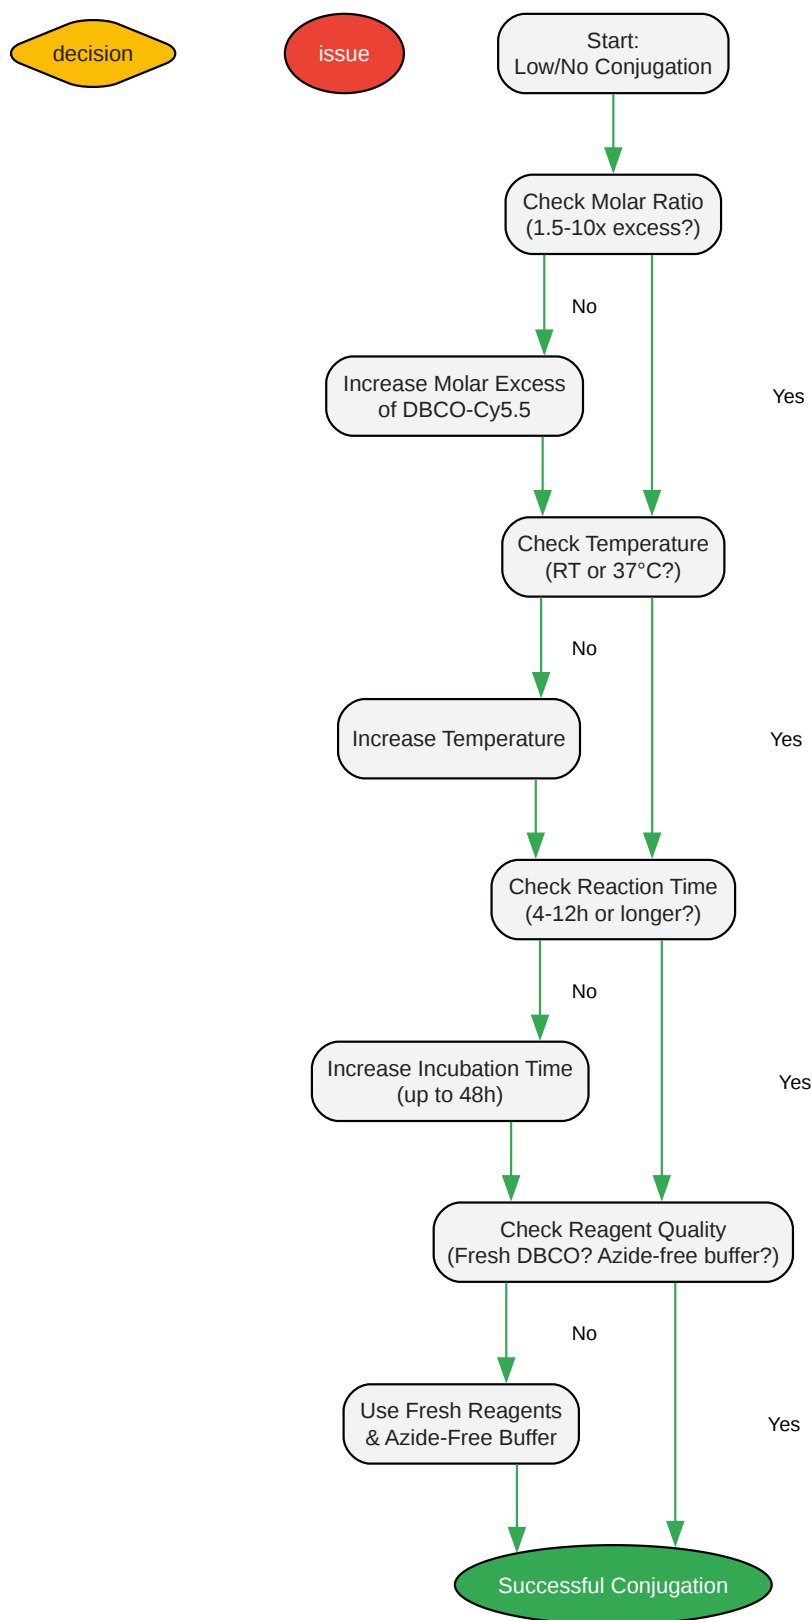 decision
issue
Start:
Low/No Conjugation
Check Molar Ratio
(1.5-10x excess?)
No
Increase Molar Excess
of DBCO-Cy5.5
Yes
Check Temperature
(RT or 37°C?)
No
Increase Temperature
Yes
Check Reaction Time
(4-12h or longer?)
No
Increase Incubation Time
(up to 48h)
Yes
Check Reagent Quality
(Fresh DBCO? Azide-free buffer?)
No
Use Fresh Reagents
& Azide-Free Buffer
Yes
Successful Conjugation